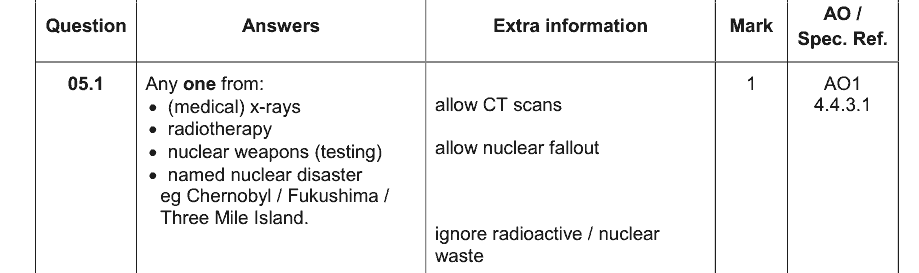 Question Answers Extra information Mark AO /
Spec. Ref.
05.1 Any one from: 1 AO1
• (medical) x-rays allow CT scans 4.4.3.1
• radiotherapy
• nuclear weapons (testing) allow nuclear fallout
• named nuclear disaster
eg Chernobyl / Fukushima /
Three Mile Island.
ignore radioactive / nuclear
waste